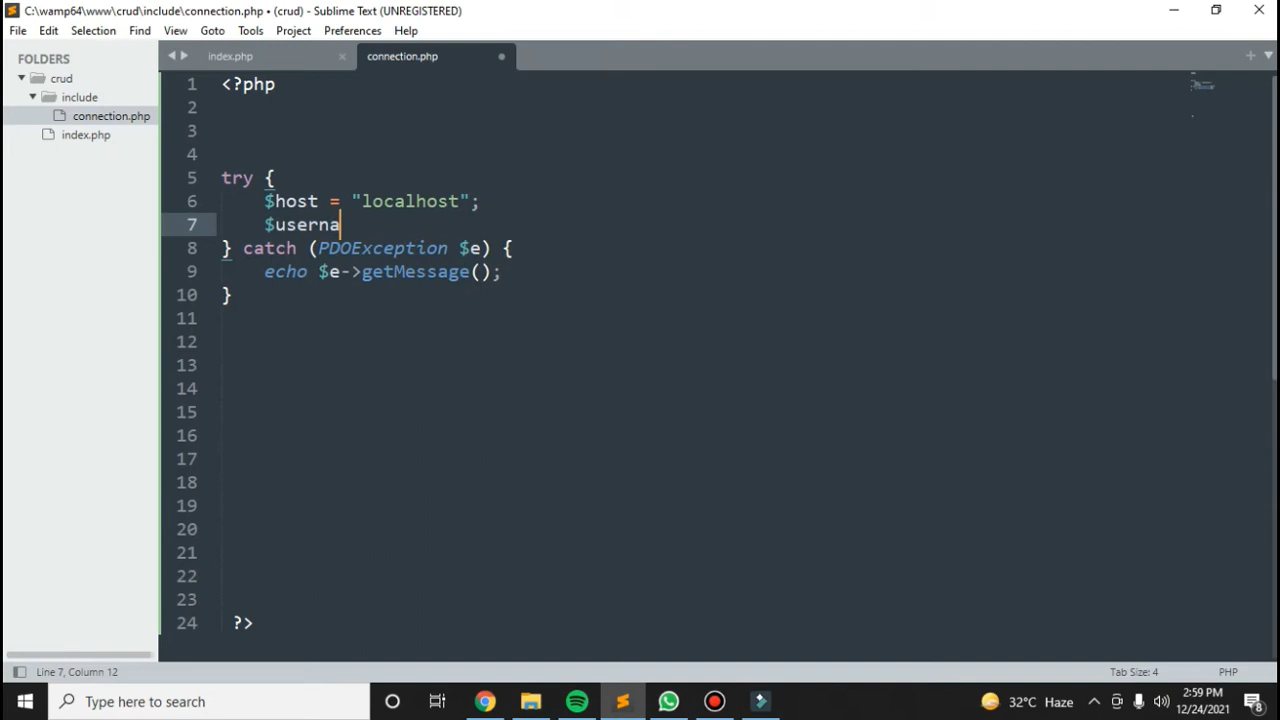 C:\wamp64\www\crud\include\connection.php • (crud) - Sublime Text (UNREGISTERED)
File Edit Selection Find View Goto Tools Project Preferences Help
FOLDERS
crud
include
connection.php
index.php
index.php × connection.php
1 <?php
2
3
4
5 try {
6 $host = "localhost";
7 $userna
8 } catch (PDOException $e) {
9 echo $e->getMessage();
10 }
11
12
13
14
15
16
17
18
19
20
21
22
23
24 ?>
Line 7, Column 12 Tab Size: 4 PHP
Type here to search 32°C Haze 2:59 PM
12/24/2021 8